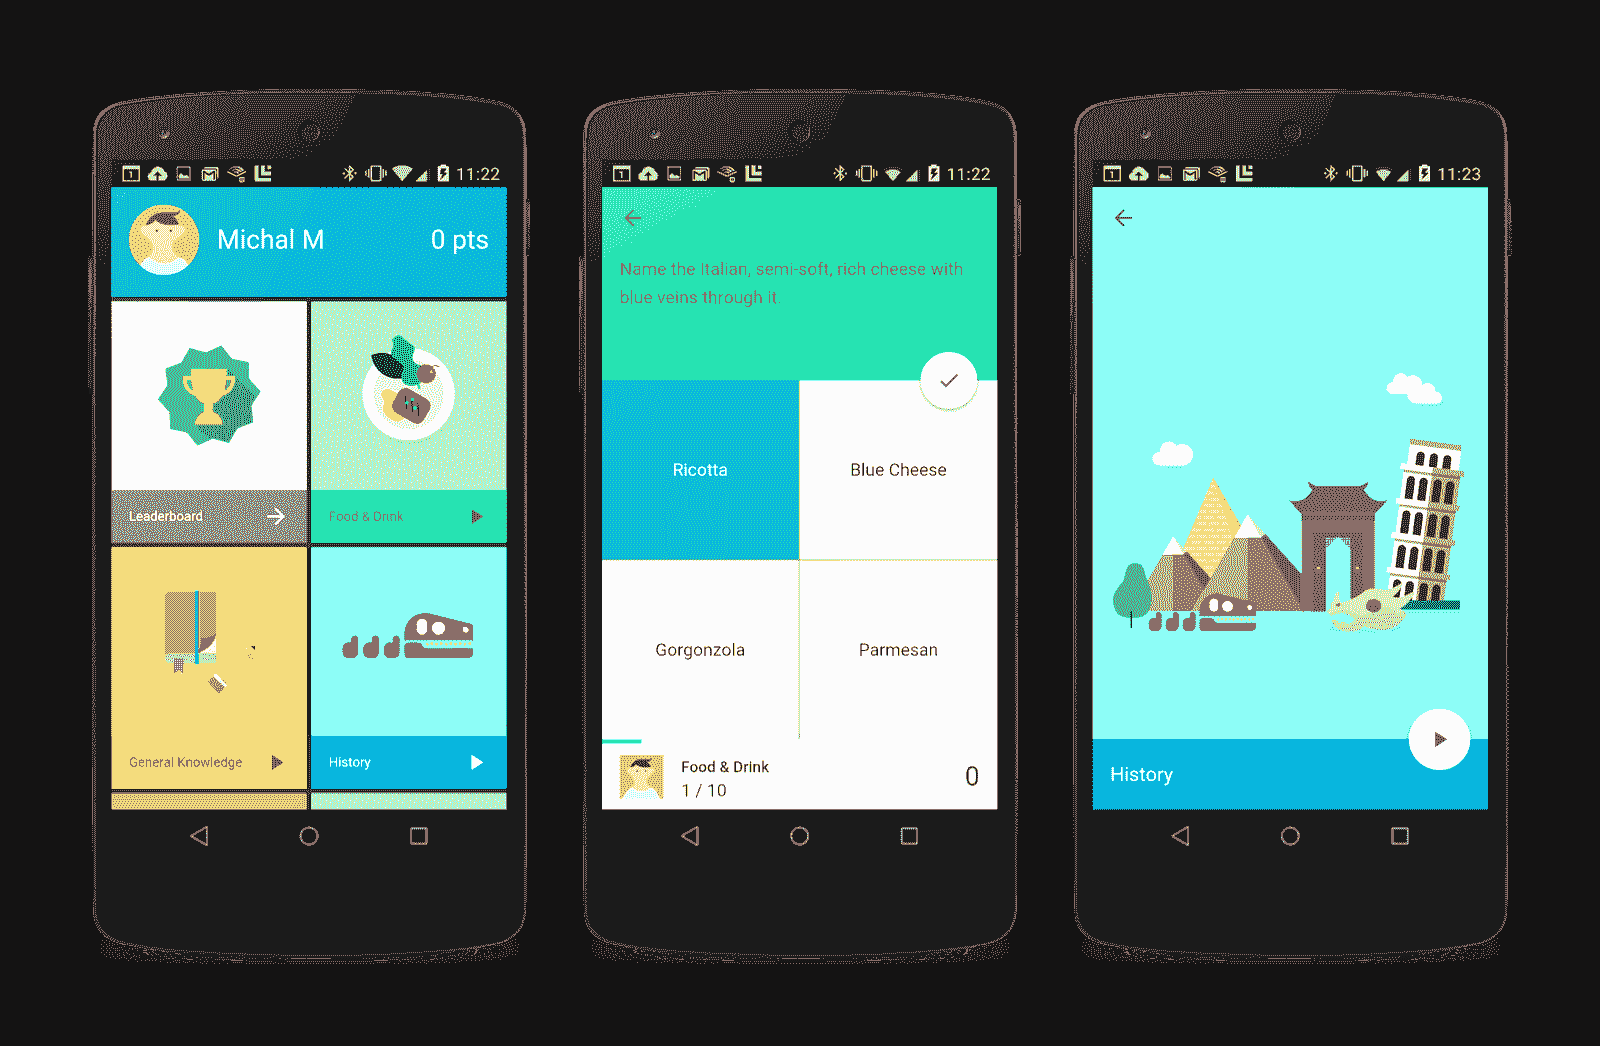 11:22
Michal M
0 pts
Leaderboard
Food & Drink
General Knowledge
History
11:22
Name the Italian, semi-soft, rich cheese with
blue veins through it.
Ricotta
Blue Cheese
Gorgonzola
Parmesan
Food & Drink
1 / 10
0
11:23
History